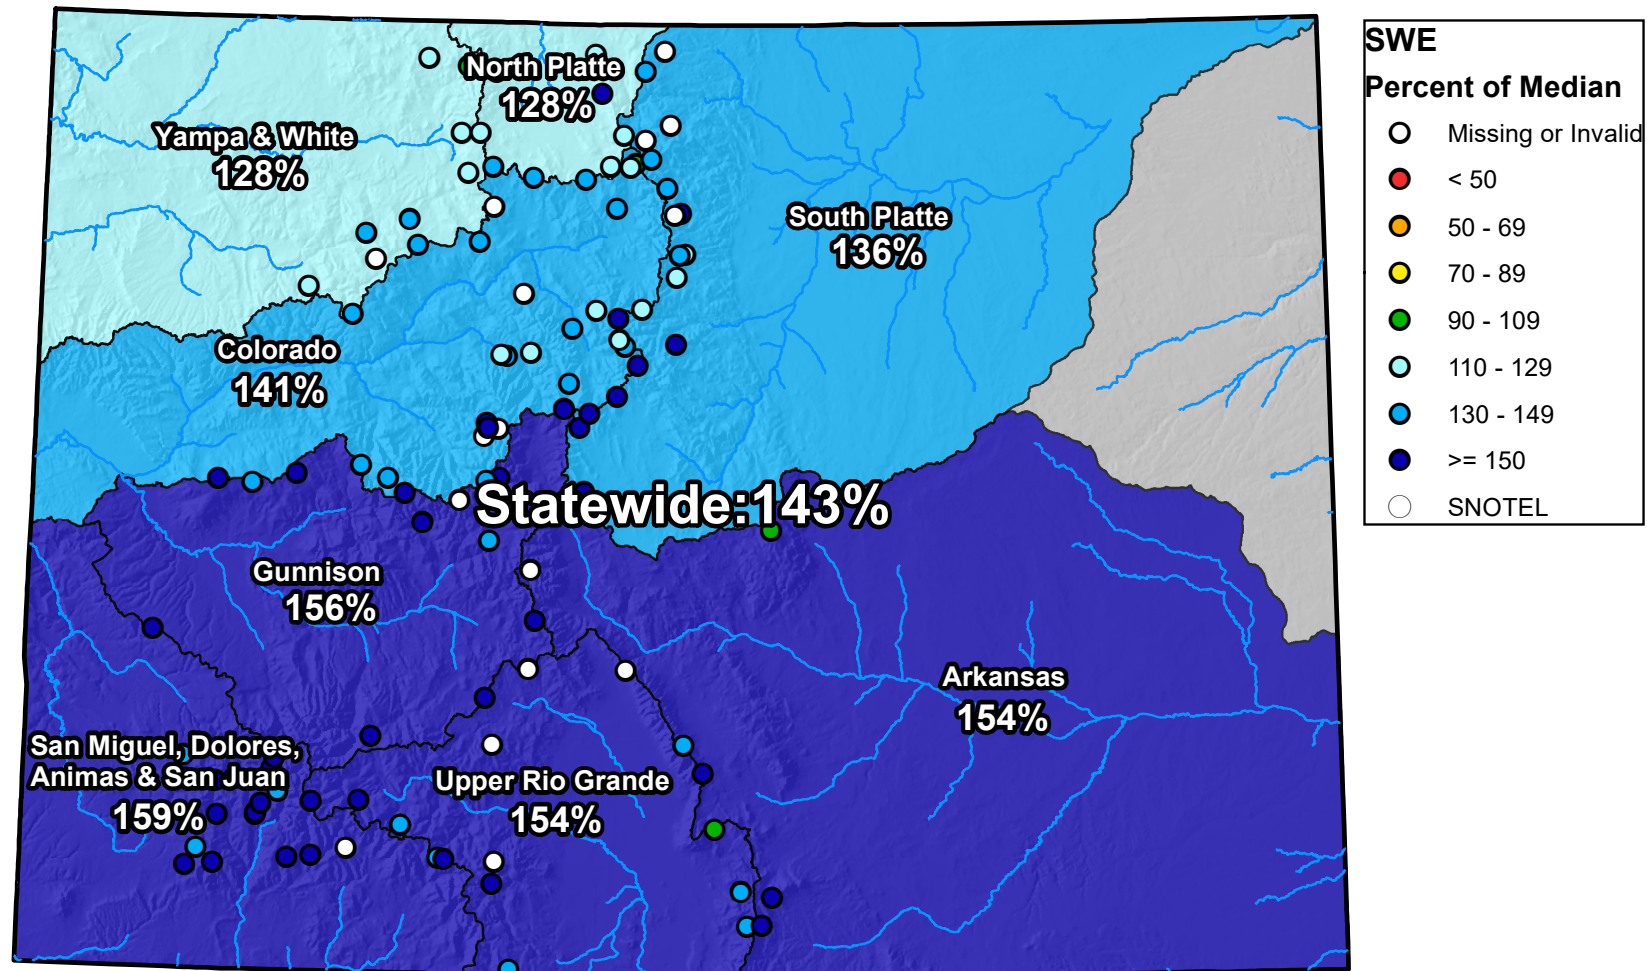 North Platte
128%
Yampa & White
128%
South Platte
136%
Colorado
141%
Statewide:143%
Gunnison
156%
Arkansas
154%
San Miguel, Dolores,
Animas & San Juan
159%
Upper Rio Grande
154%
SWE
Percent of Median
Missing or Invalid
< 50
50 - 69
70 - 89
90 - 109
110 - 129
130 - 149
>= 150
SNOTEL